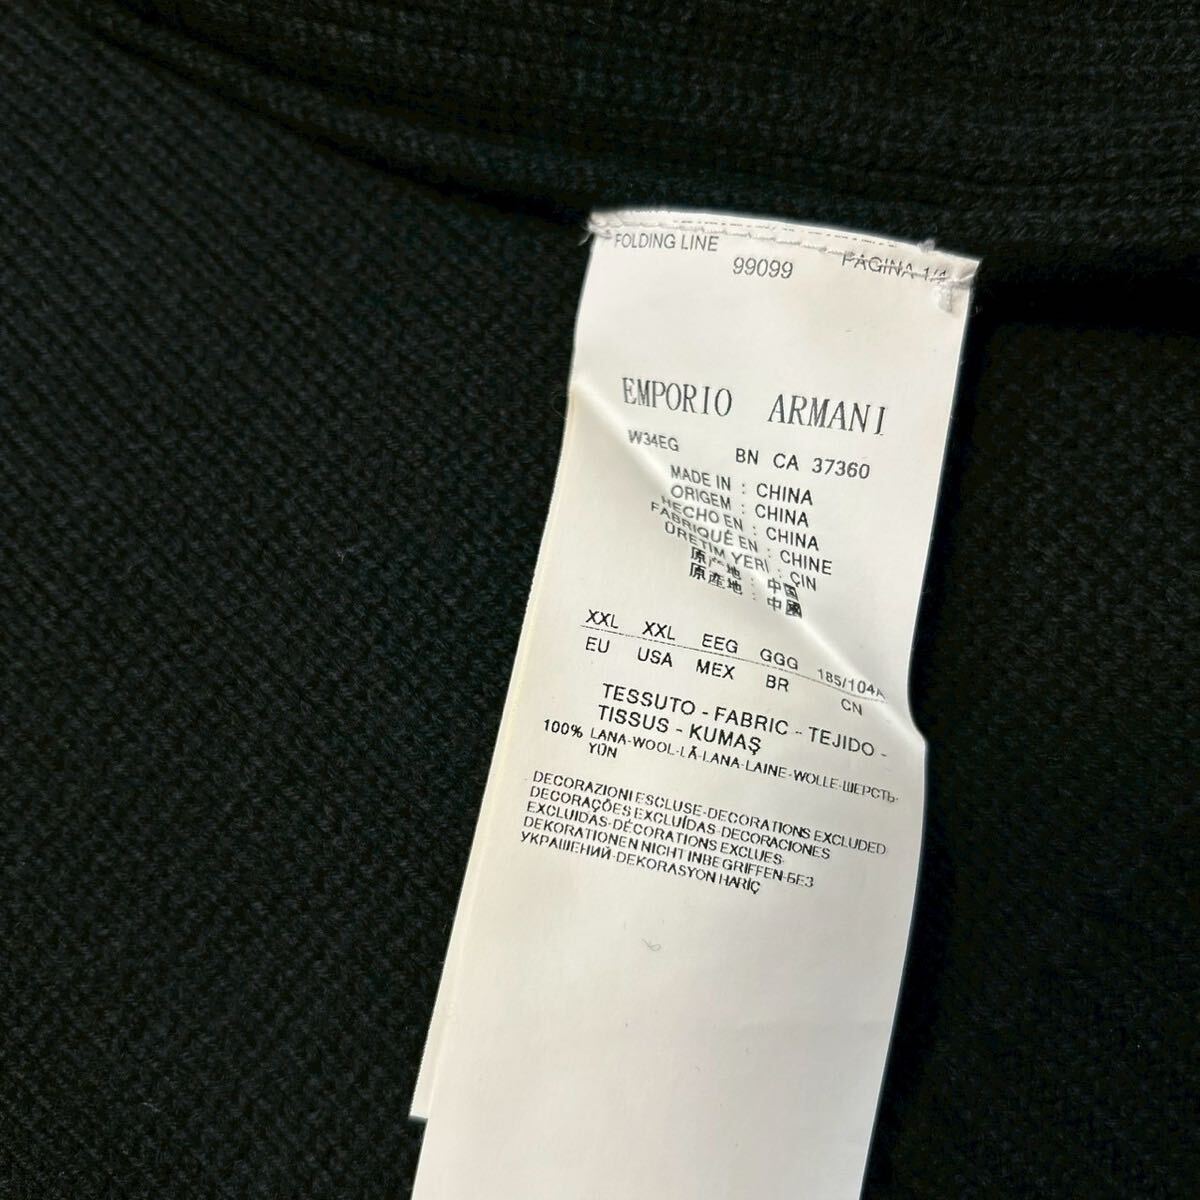 FOLDING LINE
99099
PAGINA 1/4
EMPORIO ARMANI
W34EG BN CA 37360
MADE IN : CHINA
ORIGEM : CHINA
HECHO EN : CHINA
FABRIQUÉ EN : CHINE
ÜRETIM YERI : ÇIN
原产地 : 中国
原産地 : 中國
XXL XXL EEG GGG 185/104A
EU USA MEX BR CN
TESSUTO - FABRIC - TEJIDO -
TISSUS - KUMAŞ
100% LANA-WOOL-LÃ-LANA-LAINE-WOLLE-ШЕРСТЬ-
YÜN
DECORAZIONI ESCLUSE-DECORATIONS EXCLUDED
DECORAÇÕES EXCLUÍDAS-DECORACIONES
EXCLUIDAS-DÉCORATIONS EXCLUES-
DEKORATIONEN NICHT INBEGRIFFEN-БЕЗ
УКРАШЕНИЙ-DEKORASYON HARİÇ